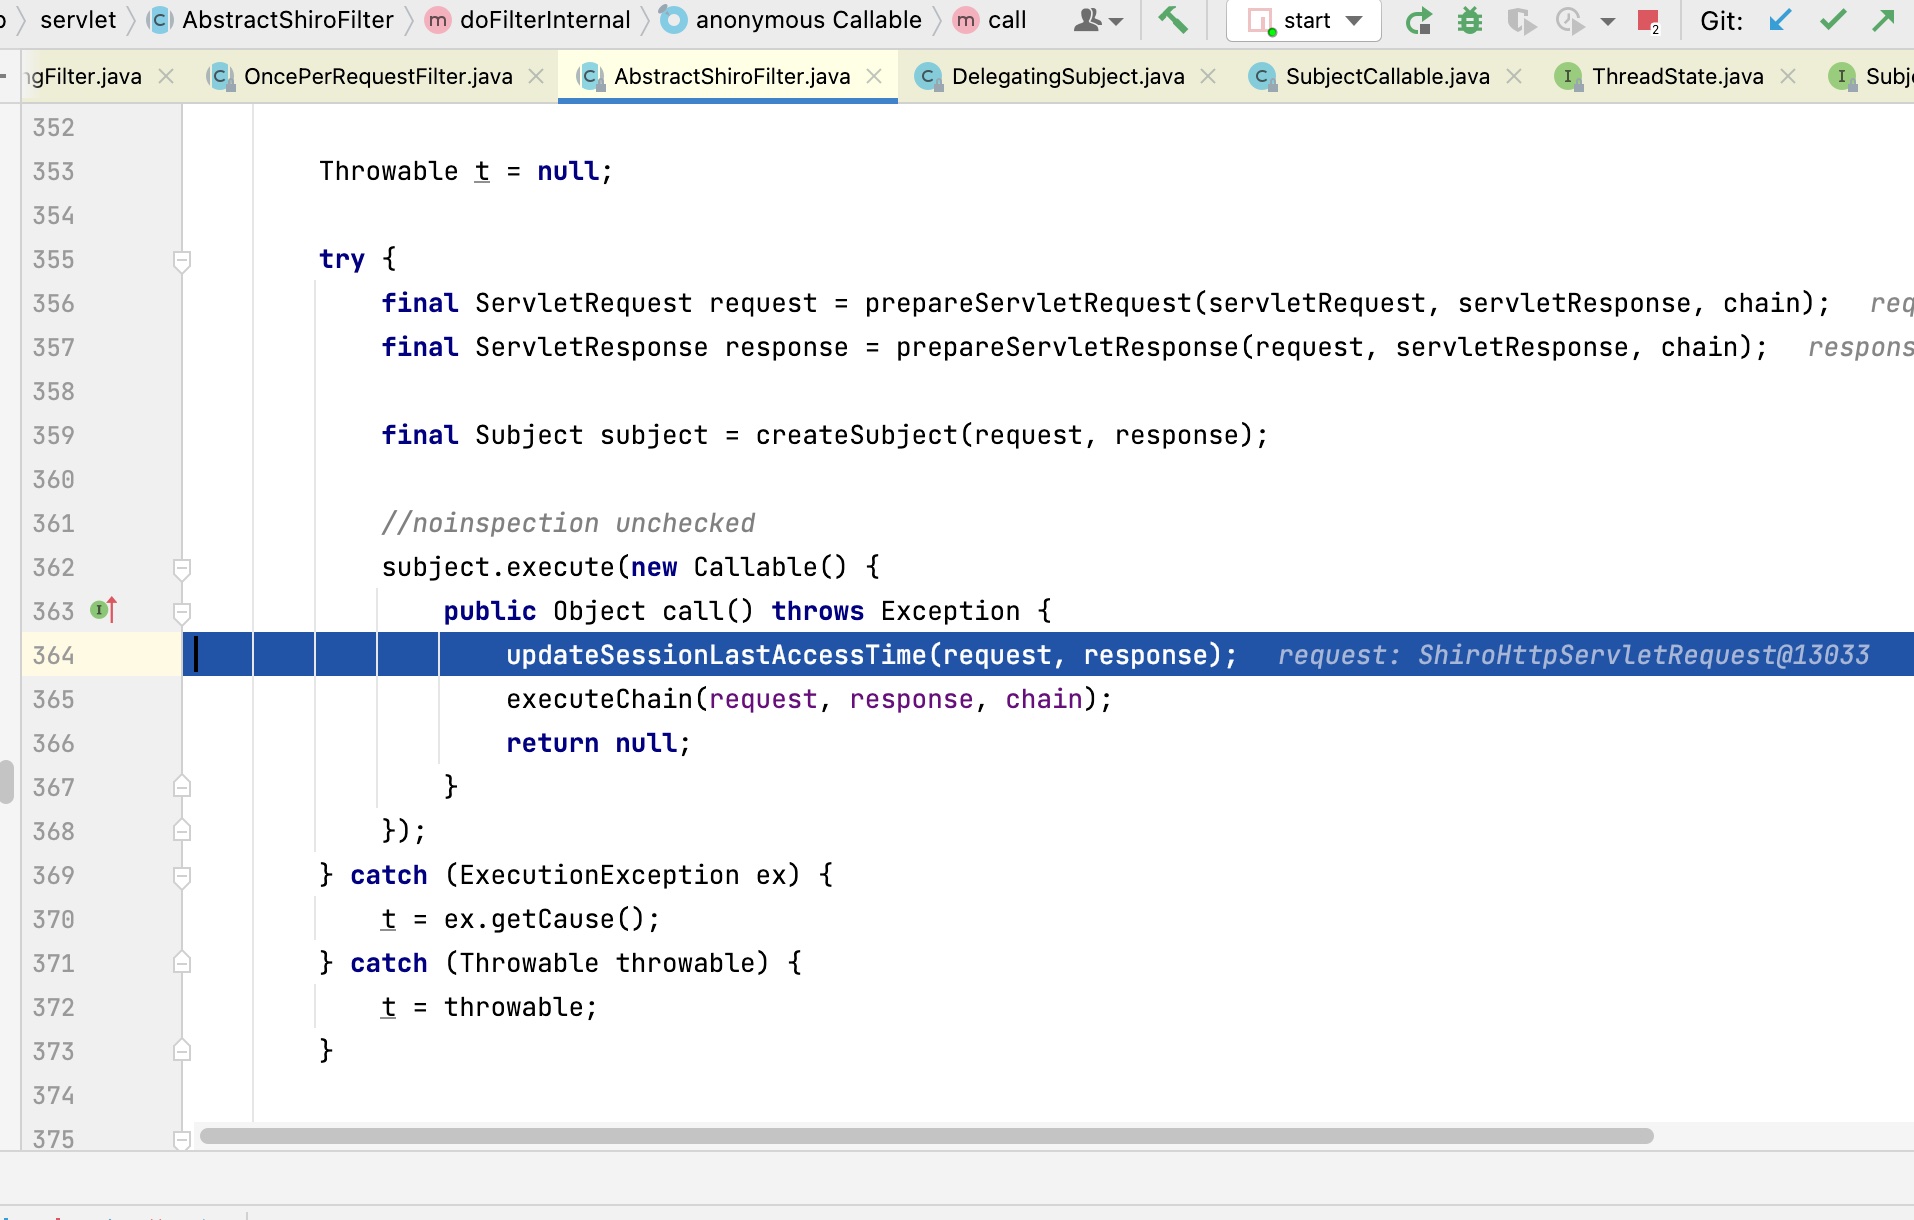 servlet AbstractShiroFilter doFilterInternal anonymous Callable call start Git:
gFilter.java OncePerRequestFilter.java AbstractShiroFilter.java DelegatingSubject.java SubjectCallable.java ThreadState.java Subj
352
353 Throwable t = null;
354
355 try {
356 final ServletRequest request = prepareServletRequest(servletRequest, servletResponse, chain); req
357 final ServletResponse response = prepareServletResponse(request, servletResponse, chain); respons
358
359 final Subject subject = createSubject(request, response);
360
361 //noinspection unchecked
362 subject.execute(new Callable() {
363 public Object call() throws Exception {
364 updateSessionLastAccessTime(request, response); request: ShiroHttpServletRequest@13033
365 executeChain(request, response, chain);
366 return null;
367 }
368 });
369 } catch (ExecutionException ex) {
370 t = ex.getCause();
371 } catch (Throwable throwable) {
372 t = throwable;
373 }
374
375